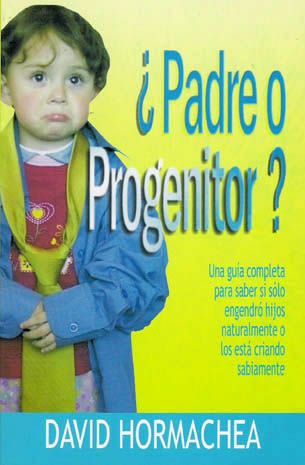 ¿Padre o
Progenitor?
Una guía completa
para saber si sólo
engendró hijos
naturalmente o
los está criando
sabiamente
DAVID HORMACHEA